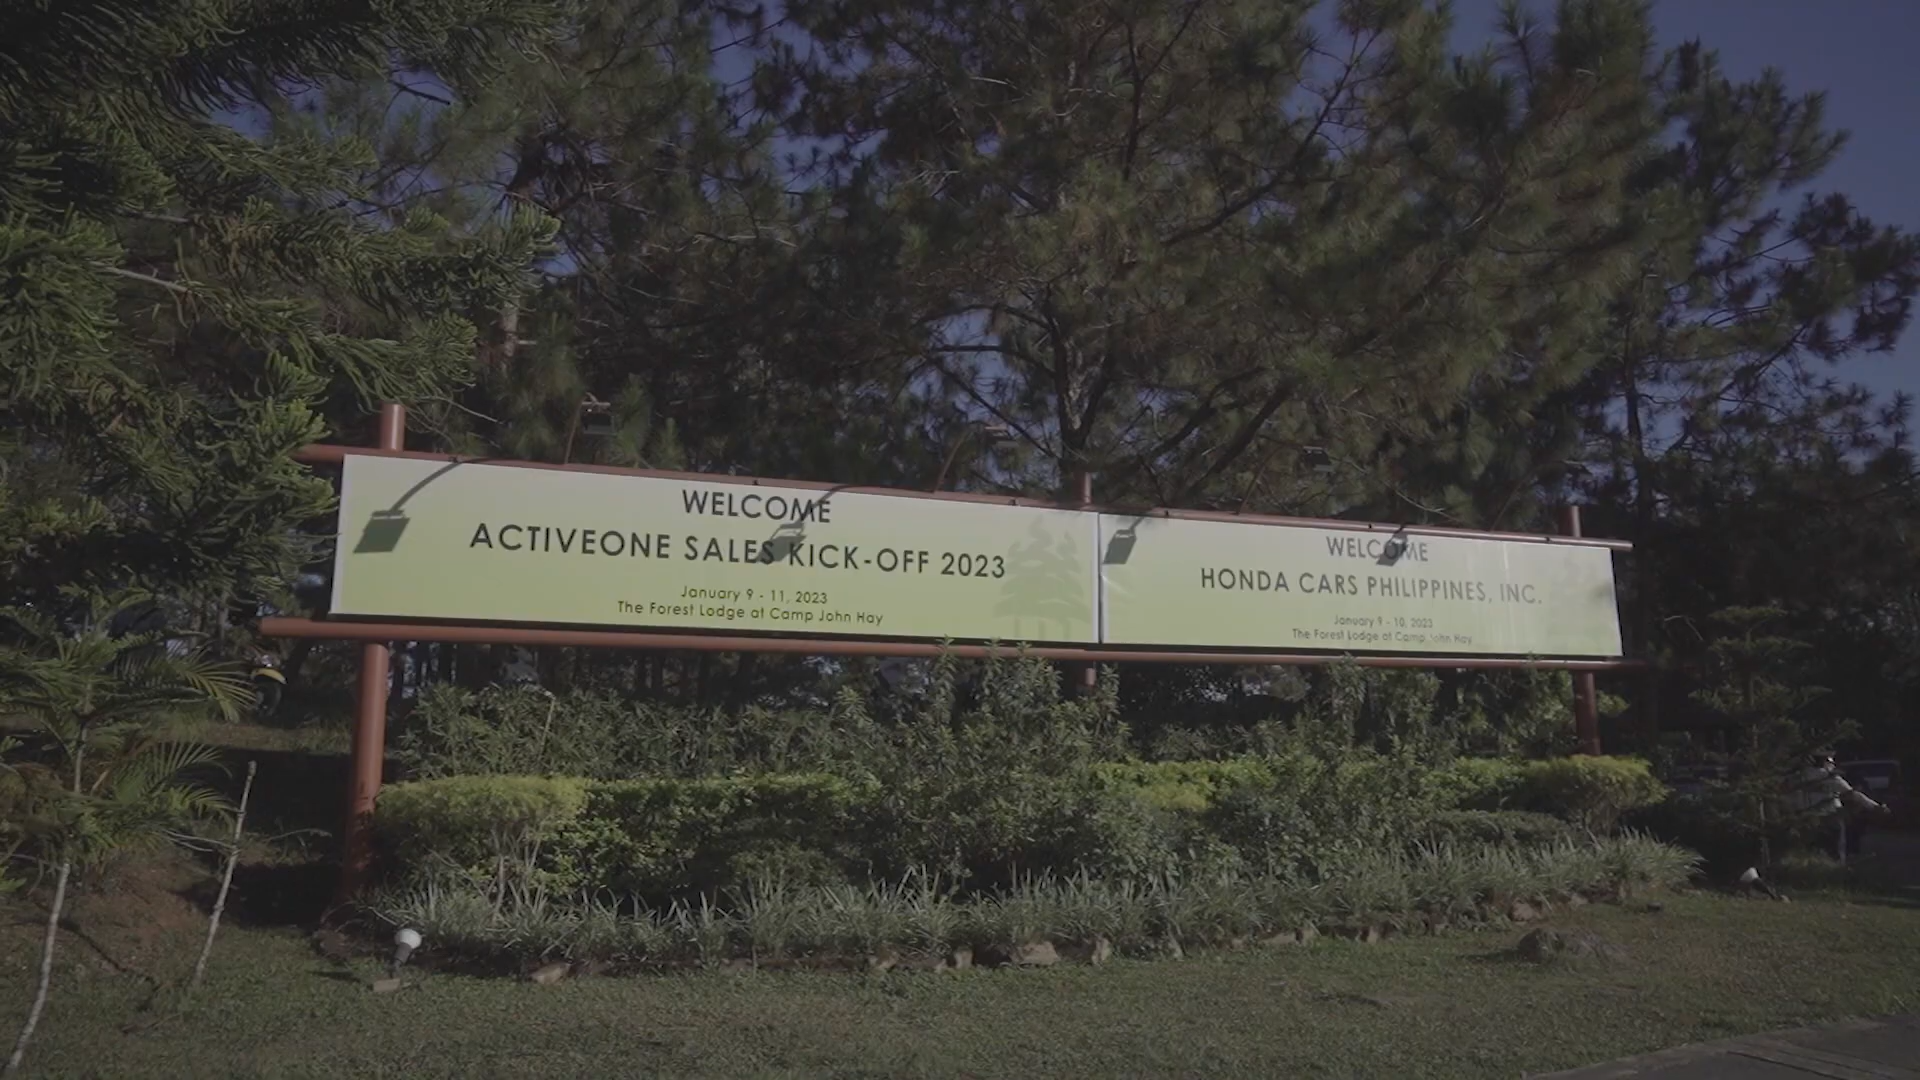 WELCOME
ACTIVEONE SALES KICK-OFF 2023
January 9 - 11, 2023
The Forest Lodge at Camp John Hay
WELCOME
HONDA CARS PHILIPPINES, INC.
January 9 - 10, 2023
The Forest Lodge at Camp John Hay